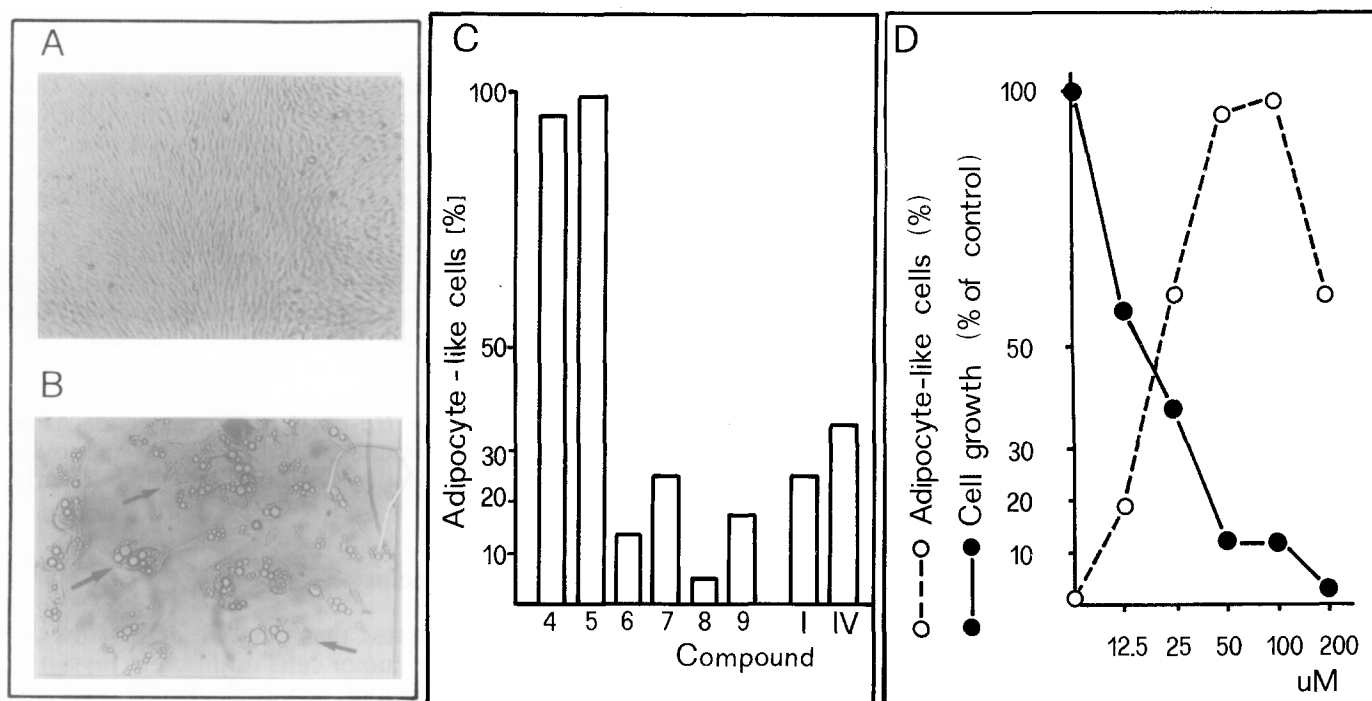 A
B
C
Adipocyte-like cells [%]
100
50
30
20
10
4 5 6 7 8 9 I IV
Compound
D
Adipocyte-like cells (%)
Cell growth (% of control)
100
50
30
20
10
12.5 25 50 100 200
uM